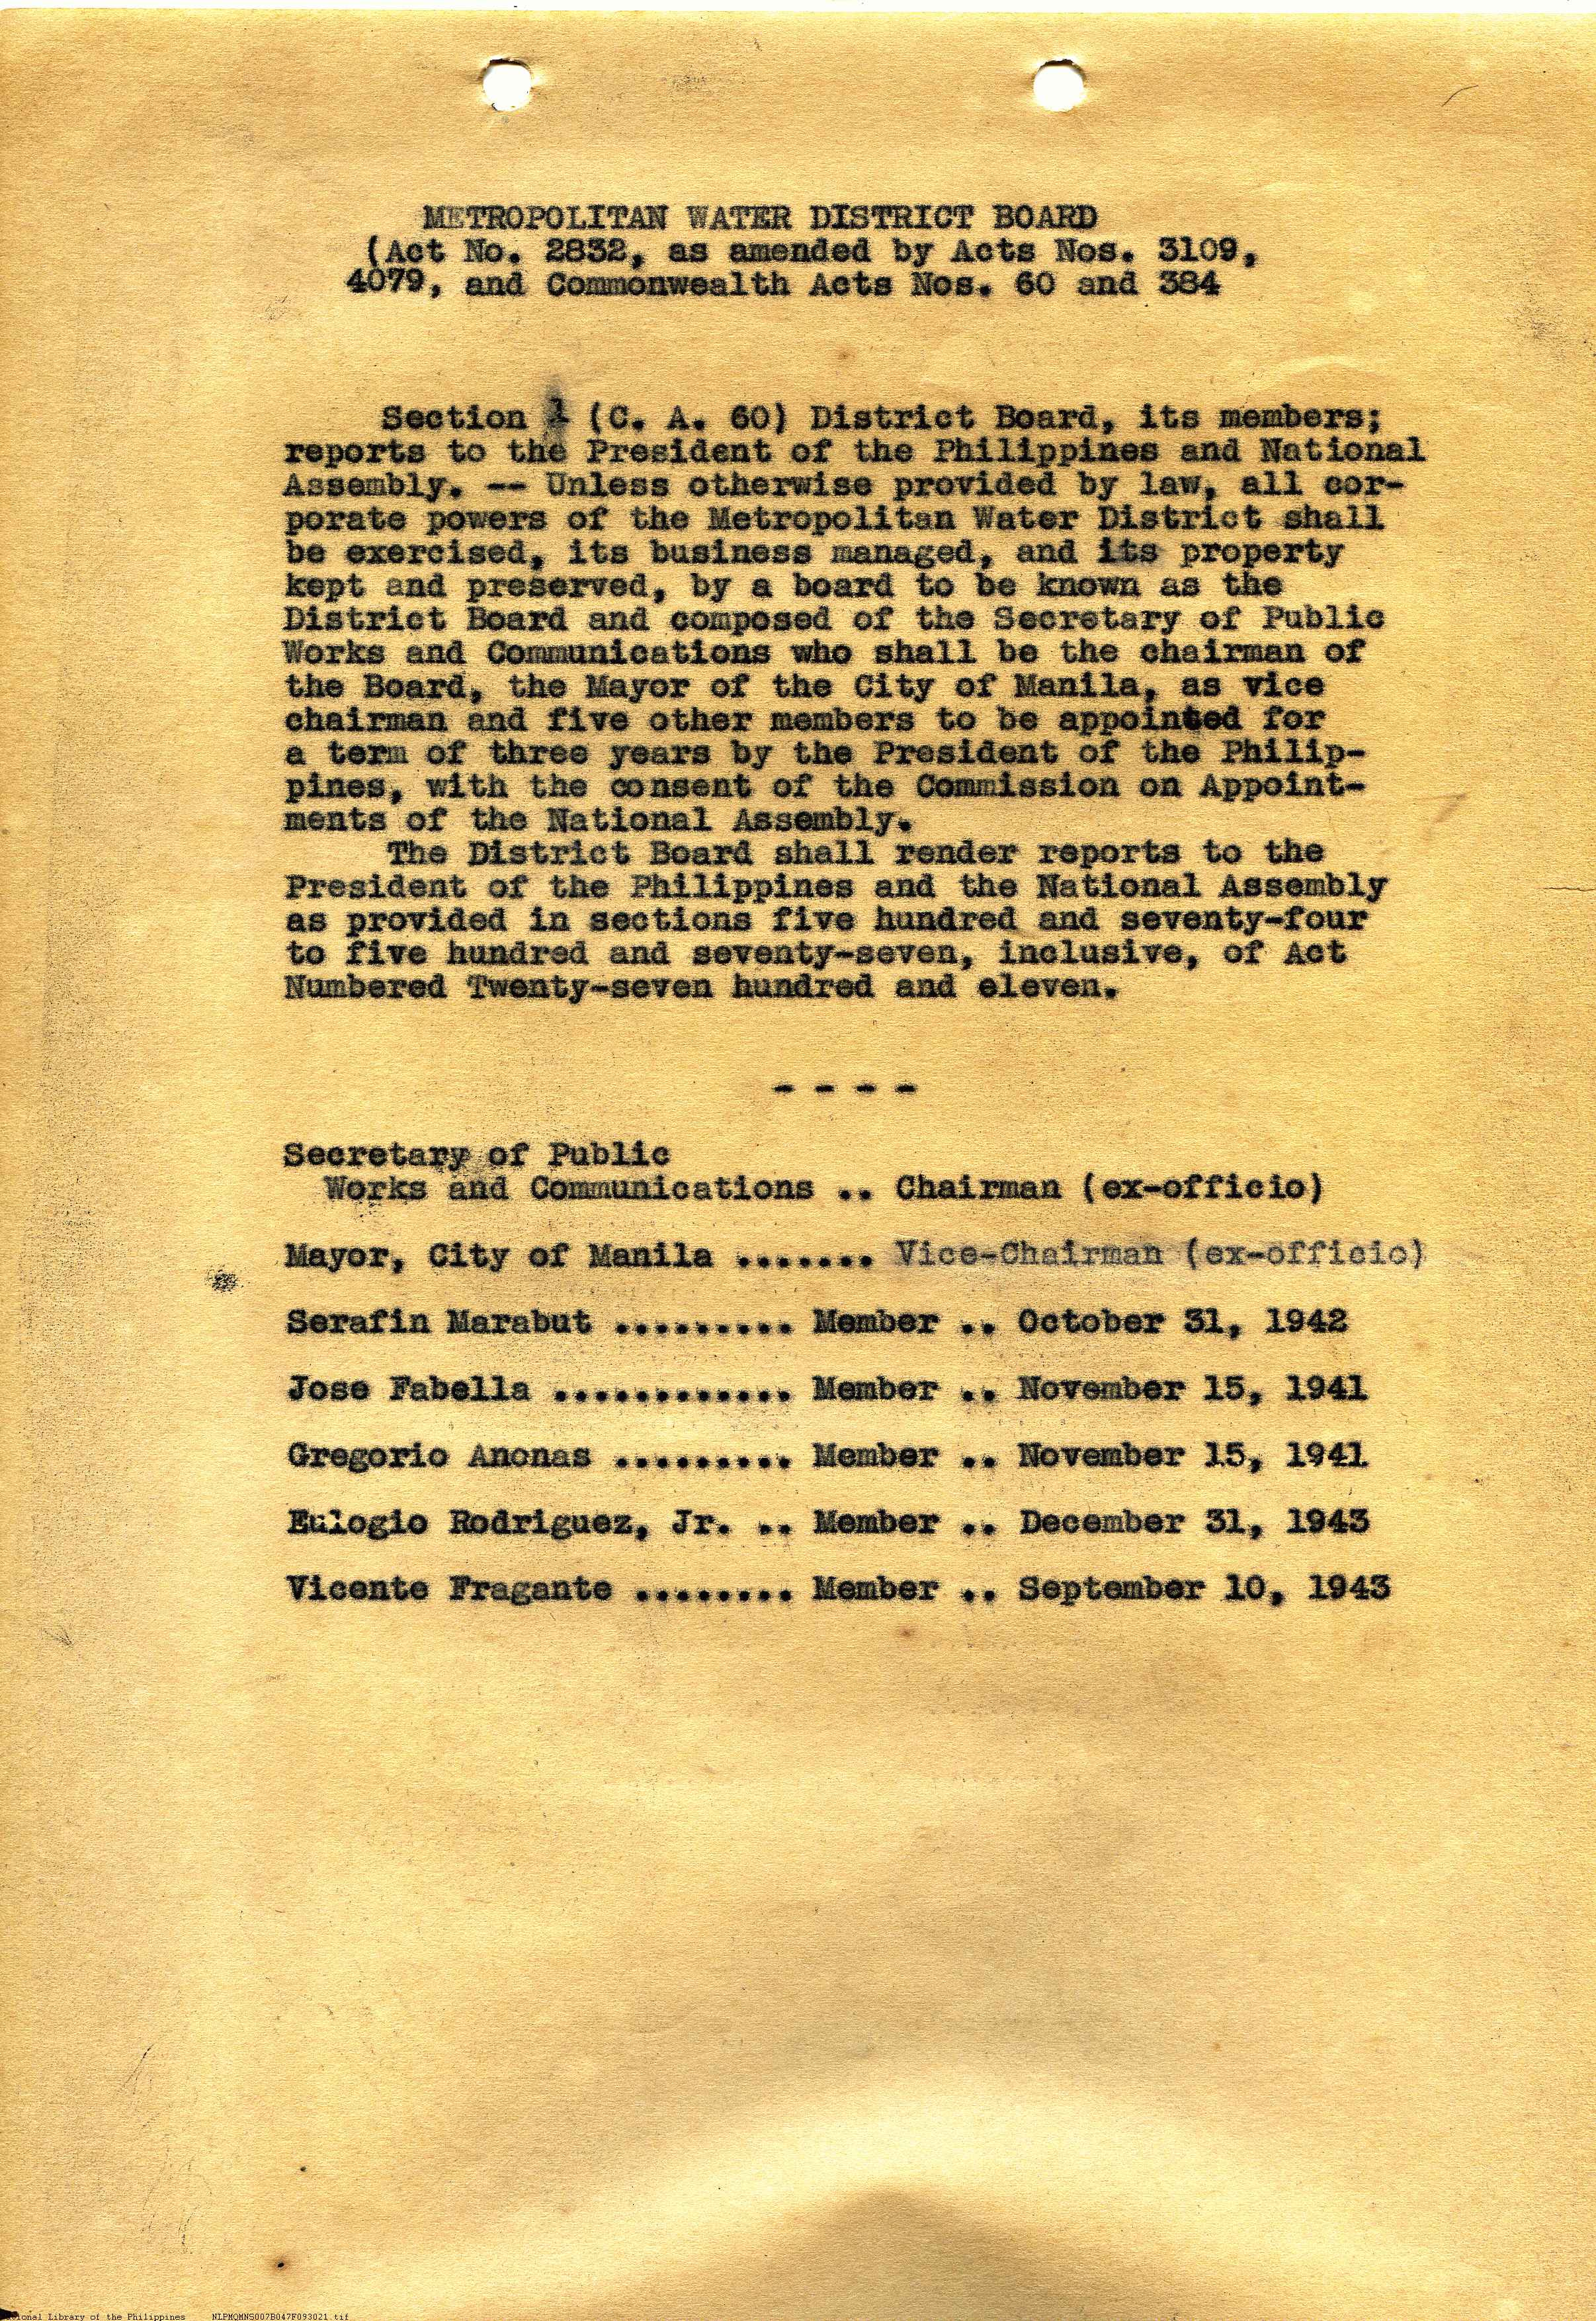 METROPOLITAN WATER DISTRICT BOARD
(Act No. 2832, as amended by Acts Nos. 3109,
4079, and Commonwealth Acts Nos. 60 and 384
Section 1 (C. A. 60) District Board, its members;
reports to the President of the Philippines and National
Assembly. -- Unless otherwise provided by law, all cor-
porate powers of the Metropolitan Water District shall
be exercised, its business managed, and its property
kept and preserved, by a board to be known as the
District Board and composed of the Secretary of Public
Works and Communications who shall be the chairman of
the Board, the Mayor of the City of Manila, as vice
chairman and five other members to be appointed for
a term of three years by the President of the Philip-
pines, with the consent of the Commission on Appoint-
ments of the National Assembly.
The District Board shall render reports to the
President of the Philippines and the National Assembly
as provided in sections five hundred and seventy-four
to five hundred and seventy-seven, inclusive, of Act
Numbered Twenty-seven hundred and eleven.
- - - -
Secretary of Public
Works and Communications .. Chairman (ex-officio)
Mayor, City of Manila ....... Vice-Chairman (ex-officio)
Serafin Marabut ......... Member .. October 31, 1942
Jose Fabella ............ Member .. November 15, 1941
Gregorio Anonas ......... Member .. November 15, 1941
Eulogio Rodriguez, Jr. .. Member .. December 31, 1943
Vicente Fragante ........ Member .. September 10, 1943
Library of the Philippines NLPMQMNS007B047F093021.tif